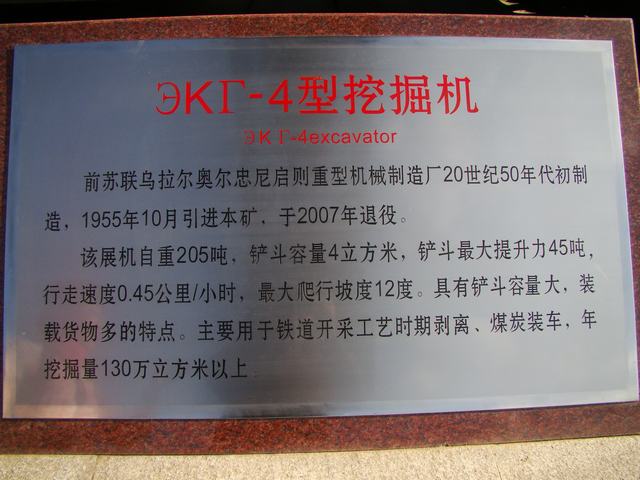 ЭКГ-4型挖掘机
ЭКГ-4excavator
前苏联乌拉尔奥尔忠尼启则重型机械制造厂20世纪50年代初制
造，1955年10月引进本矿，于2007年退役。
该展机自重205吨，铲斗容量4立方米，铲斗最大提升力45吨，
行走速度0.45公里/小时，最大爬行坡度12度。具有铲斗容量大，装
载货物多的特点。主要用于铁道开采工艺时期剥离、煤炭装车，年
挖掘量130万立方米以上